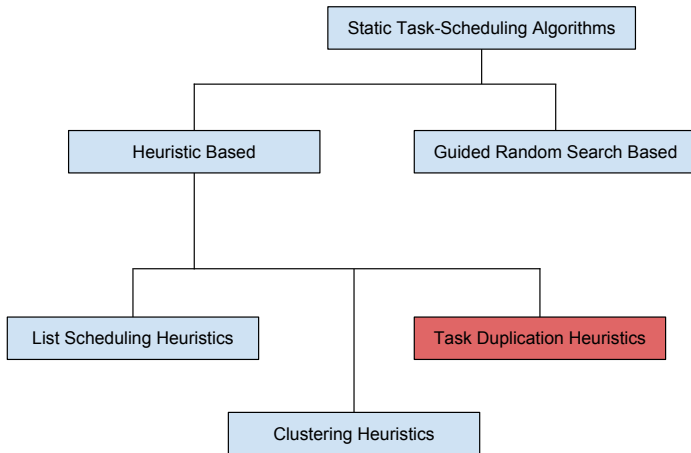 Static Task-Scheduling Algorithms
Heuristic Based
Guided Random Search Based
List Scheduling Heuristics
Task Duplication Heuristics
Clustering Heuristics